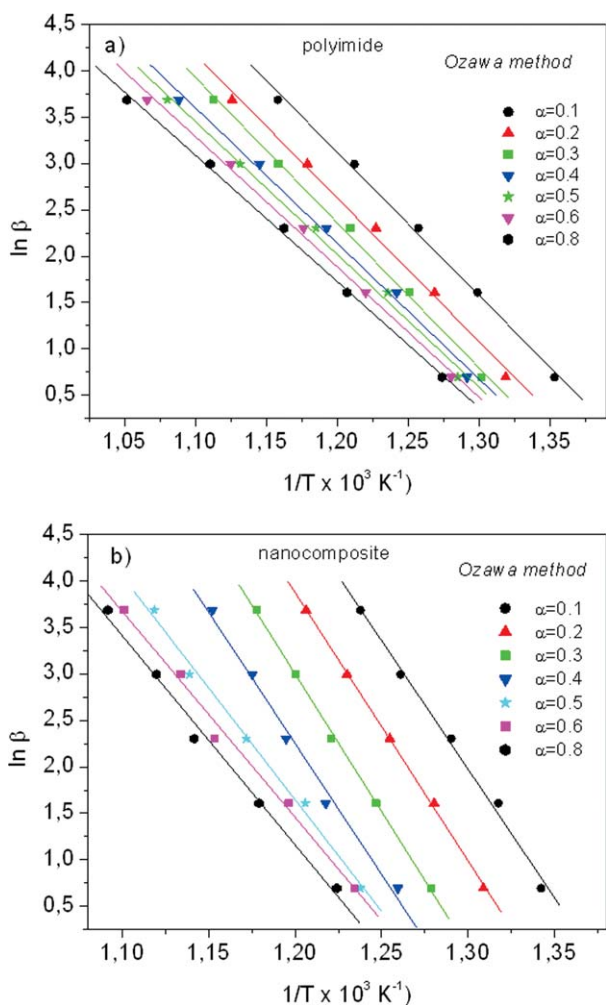 a)
polyimide
Ozawa method
α=0.1
α=0.2
α=0.3
α=0.4
α=0.5
α=0.6
α=0.8
ln β
4,5
4,0
3,5
3,0
2,5
2,0
1,5
1,0
0,5
1,05 1,10 1,15 1,20 1,25 1,30 1,35
1/T x 10³ K⁻¹)
b)
nanocomposite
Ozawa method
α=0.1
α=0.2
α=0.3
α=0.4
α=0.5
α=0.6
α=0.8
ln β
4,5
4,0
3,5
3,0
2,5
2,0
1,5
1,0
0,5
1,10 1,15 1,20 1,25 1,30 1,35
1/T x 10³ K⁻¹)